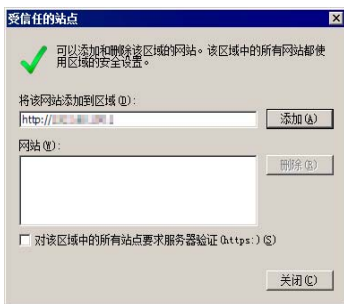 受信任的站点
可以添加和删除该区域的网站。该区域中的所有网站都使
用区域的安全设置。
将该网站添加到区域(D):
http://
添加(A)
网站(W):
删除(R)
对该区域中的所有站点要求服务器验证(https:)(S)
关闭(C)